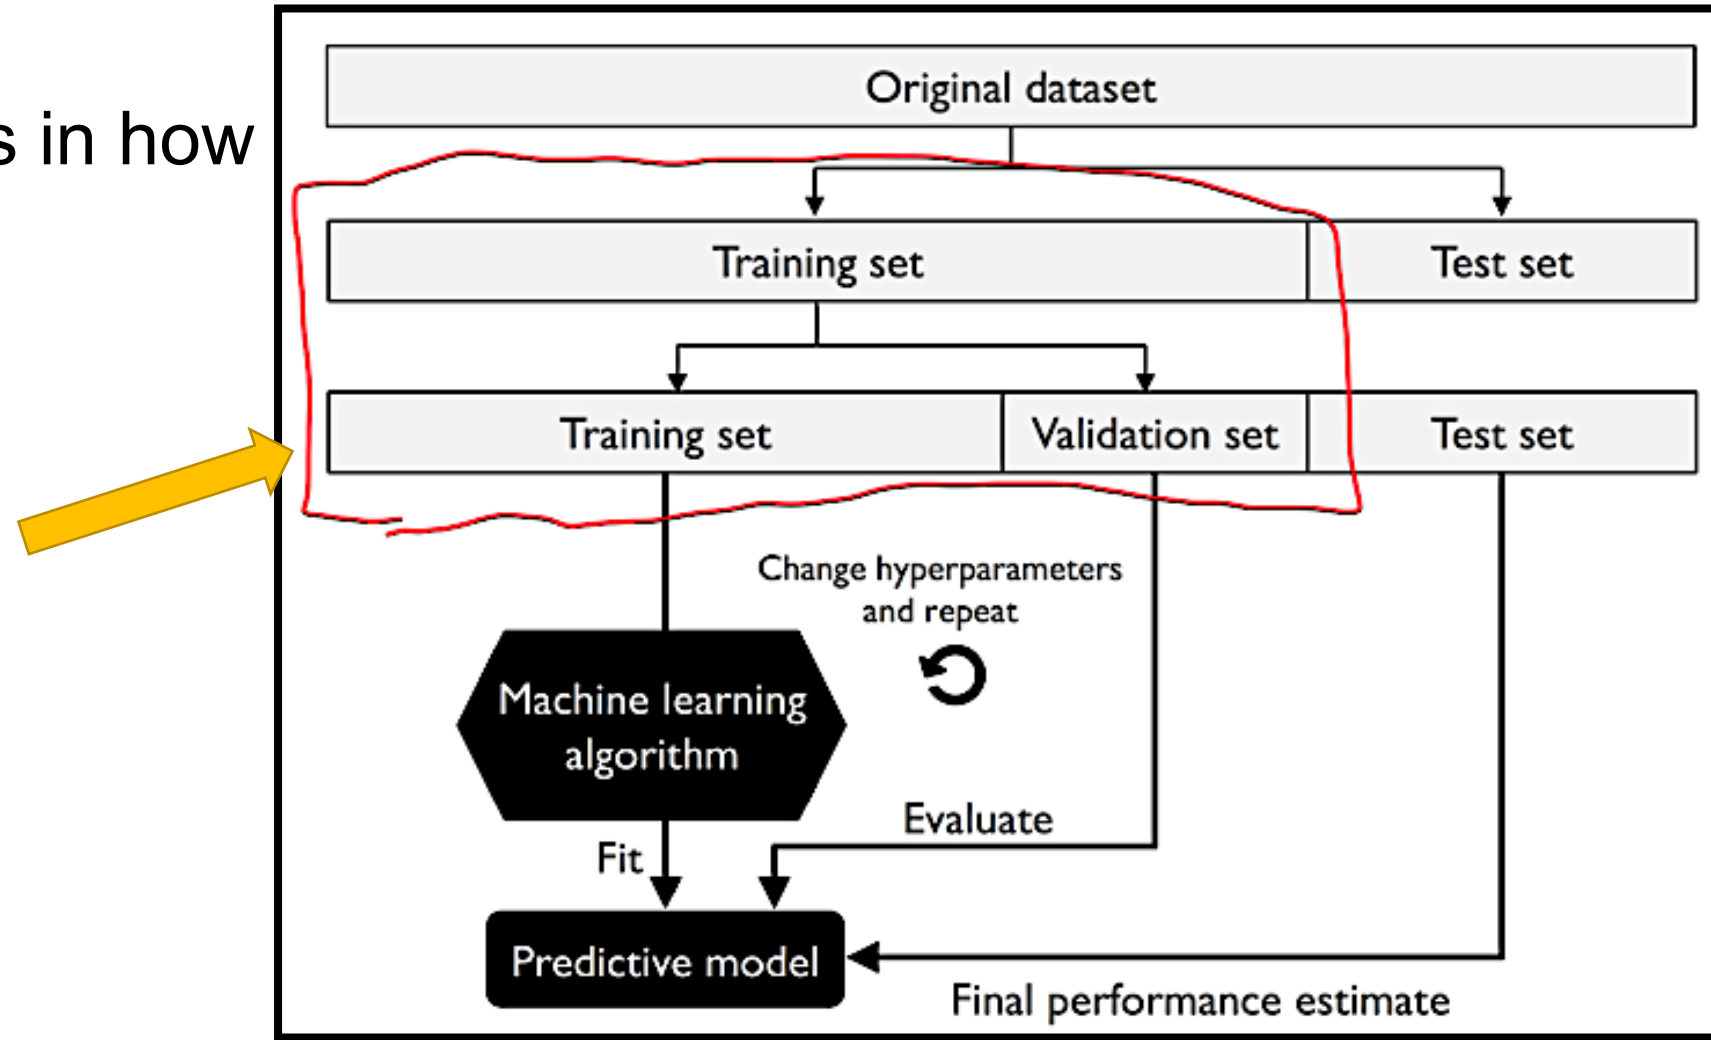 s in how
Original dataset
Training set
Test set
Training set
Validation set
Test set
Change hyperparameters
and repeat
Machine learning
algorithm
Evaluate
Fit
Predictive model
Final performance estimate